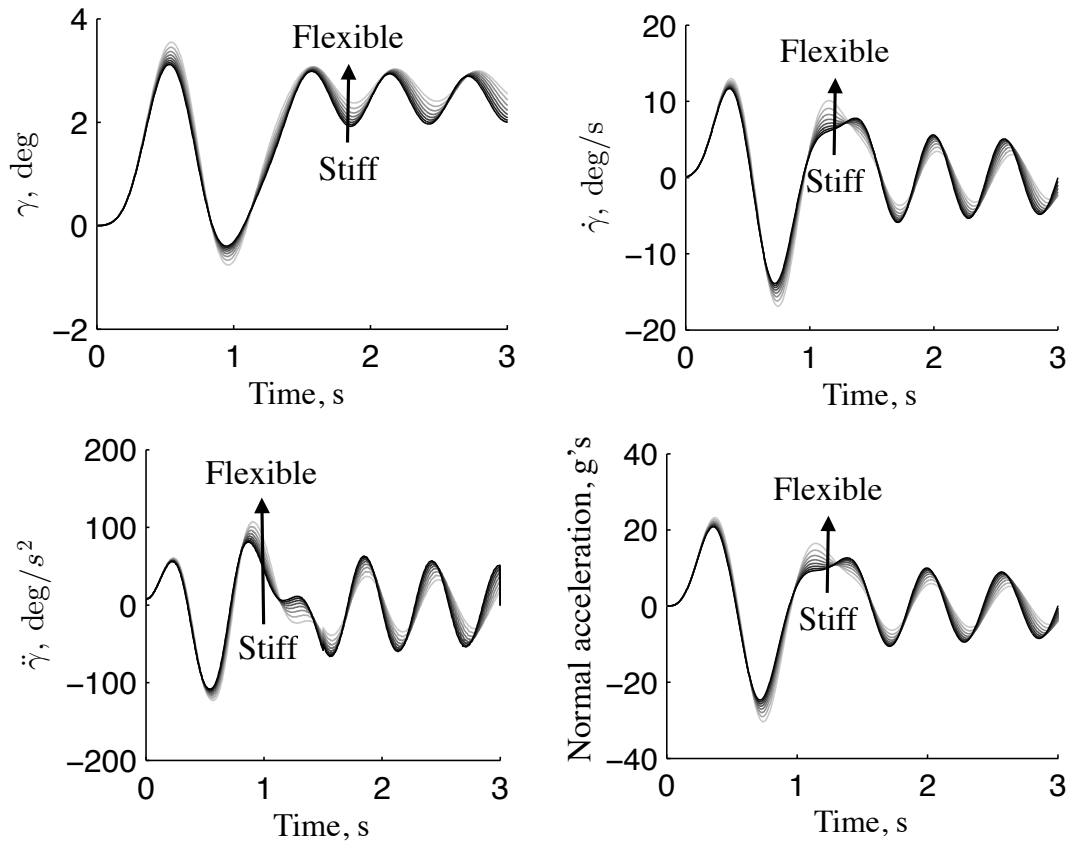 4
2
0
−2
γ, deg
Flexible
Stiff
0 1 2 3
Time, s
20
10
0
−10
−20
γ̇, deg/s
Flexible
Stiff
0 1 2 3
Time, s
200
100
0
−100
−200
γ̈, deg/s²
Flexible
Stiff
0 1 2 3
Time, s
40
20
0
−20
−40
Normal acceleration, g's
Flexible
Stiff
0 1 2 3
Time, s